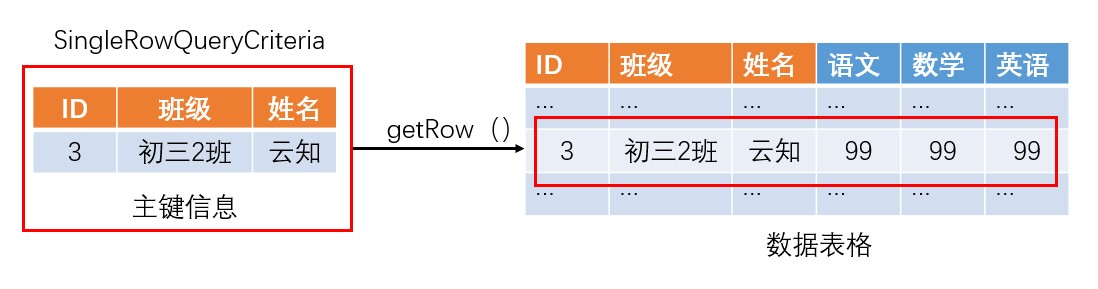 SingleRowQueryCriteria
ID 班级 姓名
3 初三2班 云知
主键信息
getRow（）
ID 班级 姓名 语文 数学 英语
... ... ... ... ... ...
3 初三2班 云知 99 99 99
... ... ... ... ... ...
数据表格